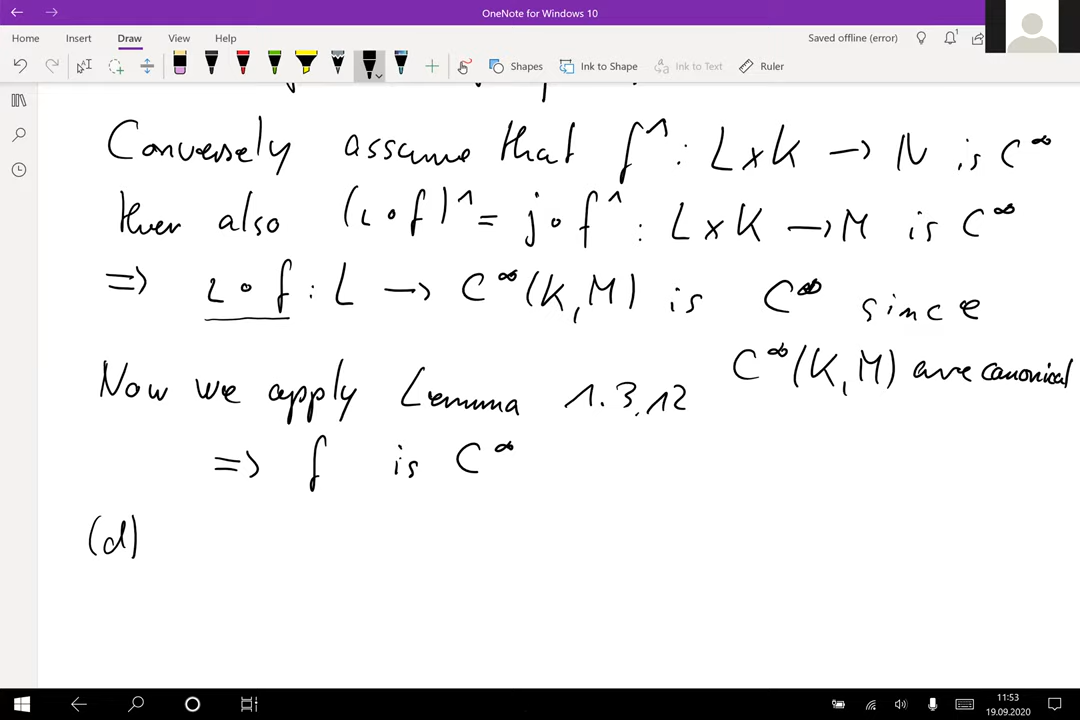 OneNote for Windows 10
Home Insert Draw View Help
Saved offline (error)
Shapes Ink to Shape Ink to Text Ruler
Conversely assume that f^ : L x K → N is C^∞
then also (ι∘f)^ = j∘f^ : L x K → M is C^∞
=> ι∘f : L → C^∞(K, M) is C^∞ since
C^∞(K, M) are canonical
Now we apply Lemma 1.3.12
=> f is C^∞
(d)
11:53
19.09.2020